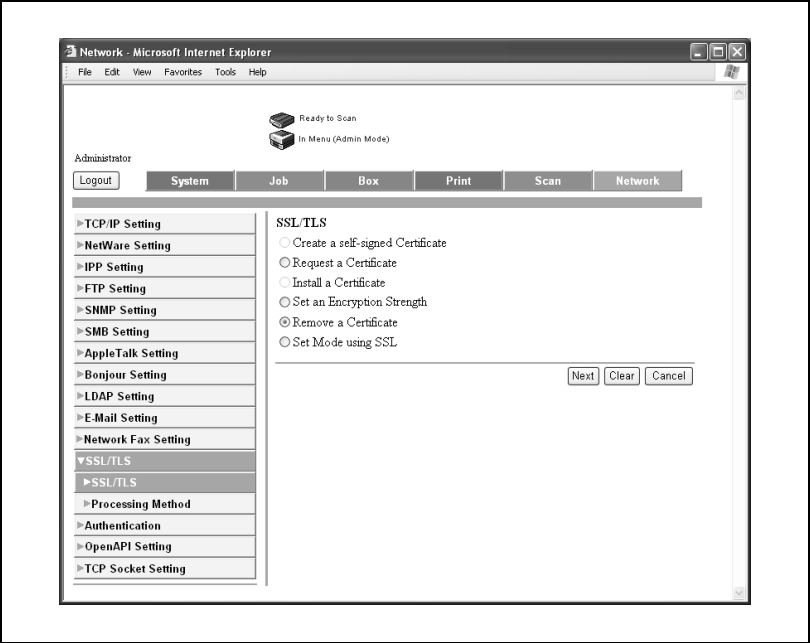 Network - Microsoft Internet Explorer
File Edit View Favorites Tools Help
Ready to Scan
In Menu (Admin Mode)
Administrator
Logout
System Job Box Print Scan Network
TCP/IP Setting
NetWare Setting
IPP Setting
FTP Setting
SNMP Setting
SMB Setting
AppleTalk Setting
Bonjour Setting
LDAP Setting
E-Mail Setting
Network Fax Setting
SSL/TLS
SSL/TLS
Processing Method
Authentication
OpenAPI Setting
TCP Socket Setting
SSL/TLS
Create a self-signed Certificate
Request a Certificate
Install a Certificate
Set an Encryption Strength
Remove a Certificate
Set Mode using SSL
Next Clear Cancel